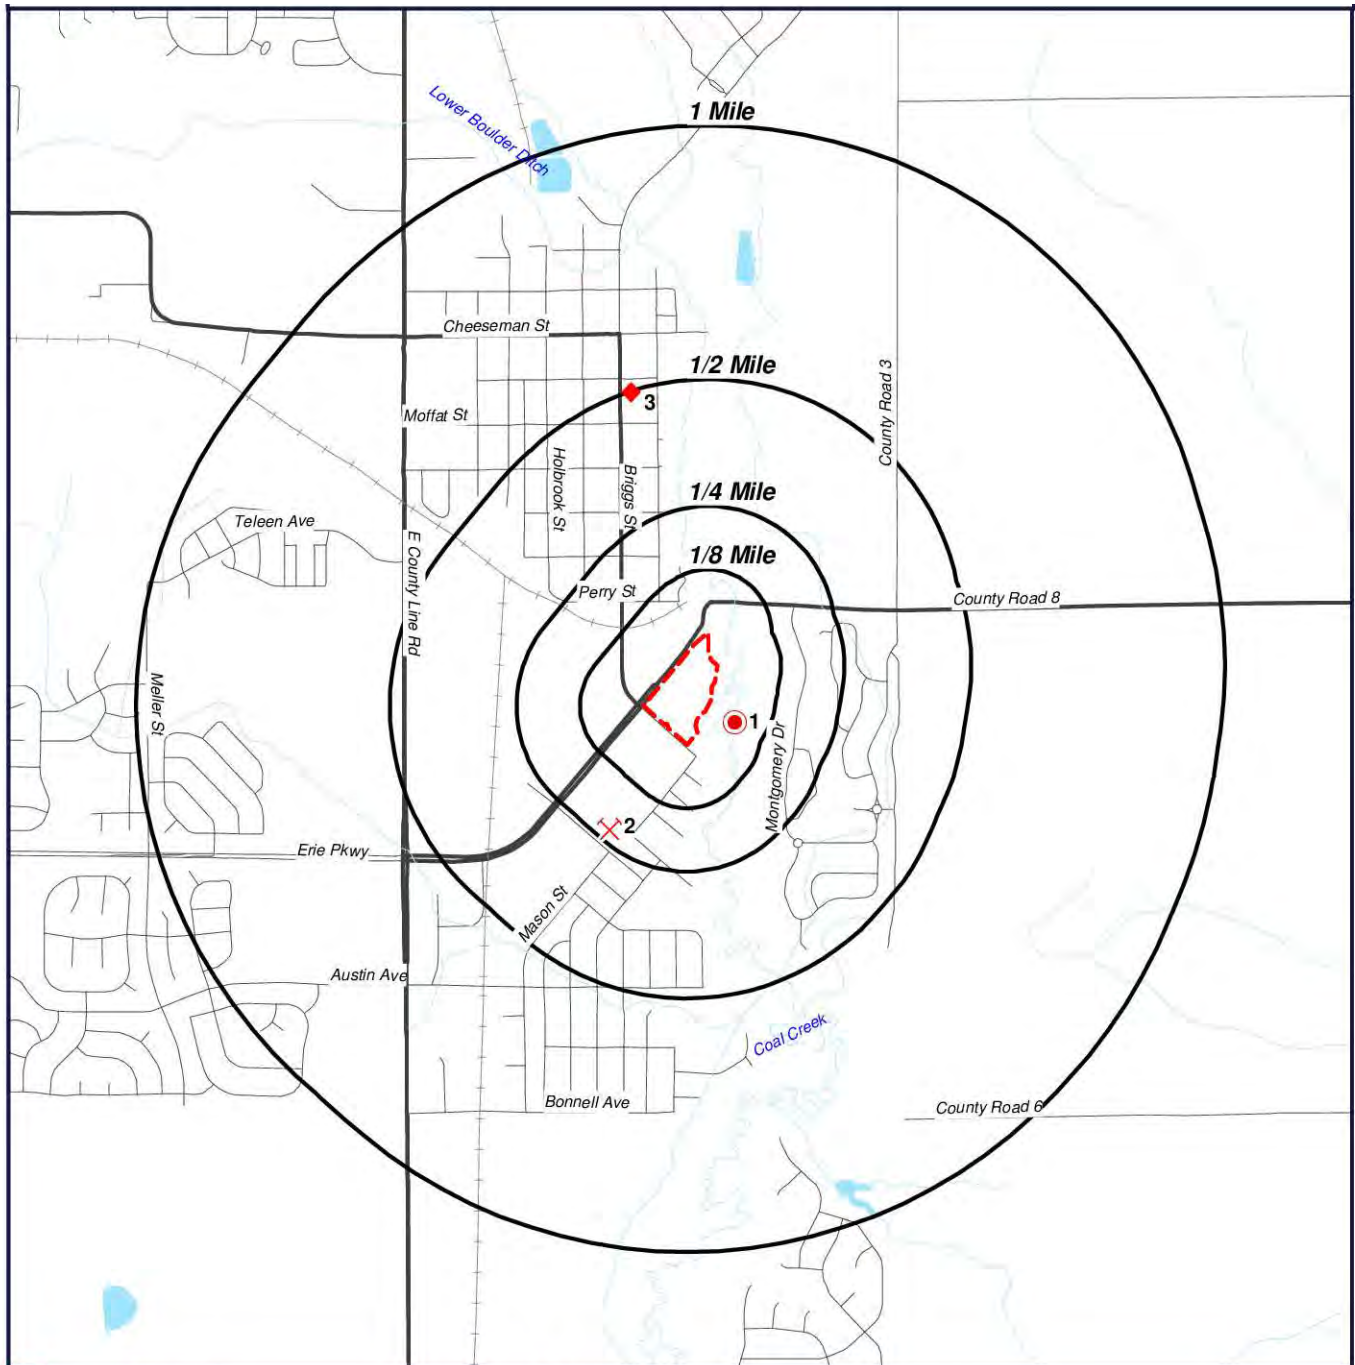 1 Mile
Lower Boulder Ditch
Cheeseman St
1/2 Mile
County Road 3
3
Moffat St
Holbrook St
Briggs St
1/4 Mile
Teleen Ave
E County Line Rd
1/8 Mile
Perry St
County Road 8
Meller St
1
Montgomery Dr
2
Erie Pkwy
Mason St
Austin Ave
Coal Creek
Bonnell Ave
County Road 6